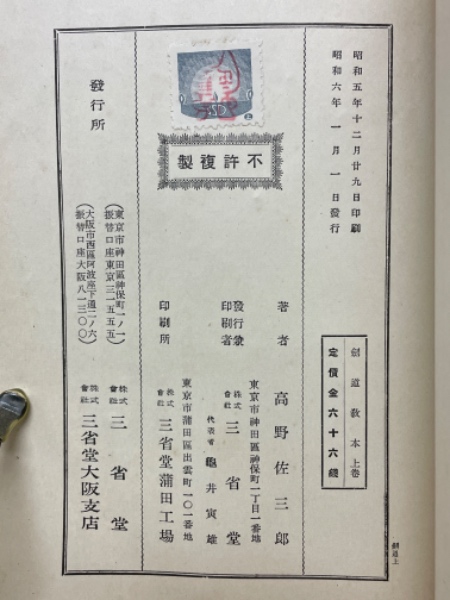 昭和五年十二月廿九日印刷
昭和六年一月一日發行
劍道教本上卷
定價金六十六錢
不許複製
著者 高野佐三郎
東京市神田區神保町一丁目一番地
發行兼印刷者 株式會社 三省堂
代表者 龜井寅雄
東京市蒲田區出雲町一〇一番地
印刷所 株式會社 三省堂蒲田工場
發行所
(東京市神田區神保町一ノ一
振替口座東京三一五五五)
株式會社 三省堂
(大阪市西區阿波座下通二ノ六
振替口座大阪八一三〇〇)
株式會社 三省堂大阪支店
劍道上